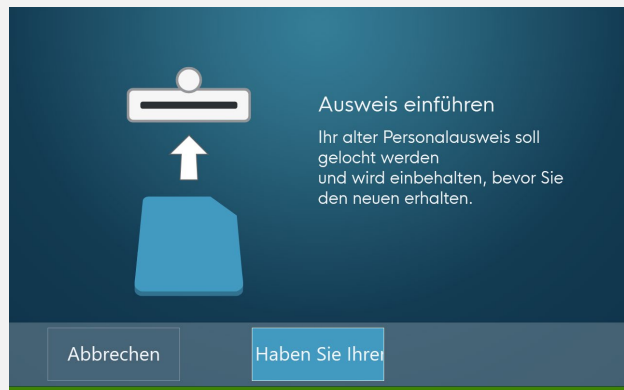 Ausweis einführen
Ihr alter Personalausweis soll
gelocht werden
und wird einbehalten, bevor Sie
den neuen erhalten.
Abbrechen
Haben Sie Ihren